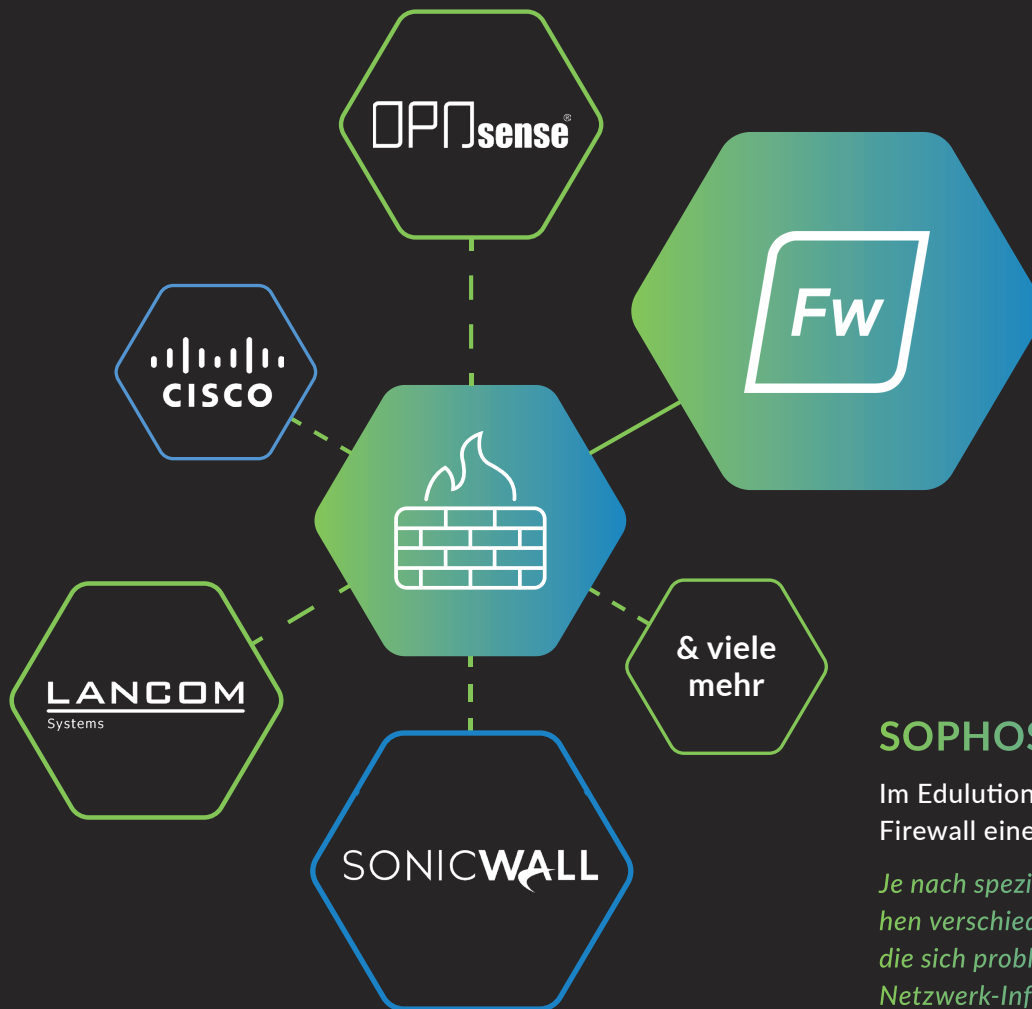 OPNsense®
Fw
CISCO
LANCOM
Systems
& viele
mehr
SONICWALL
SOPHOS
Im Edulution
Firewall eine
Je nach spezi
hen verschied
die sich probl
Netzwerk-Inf